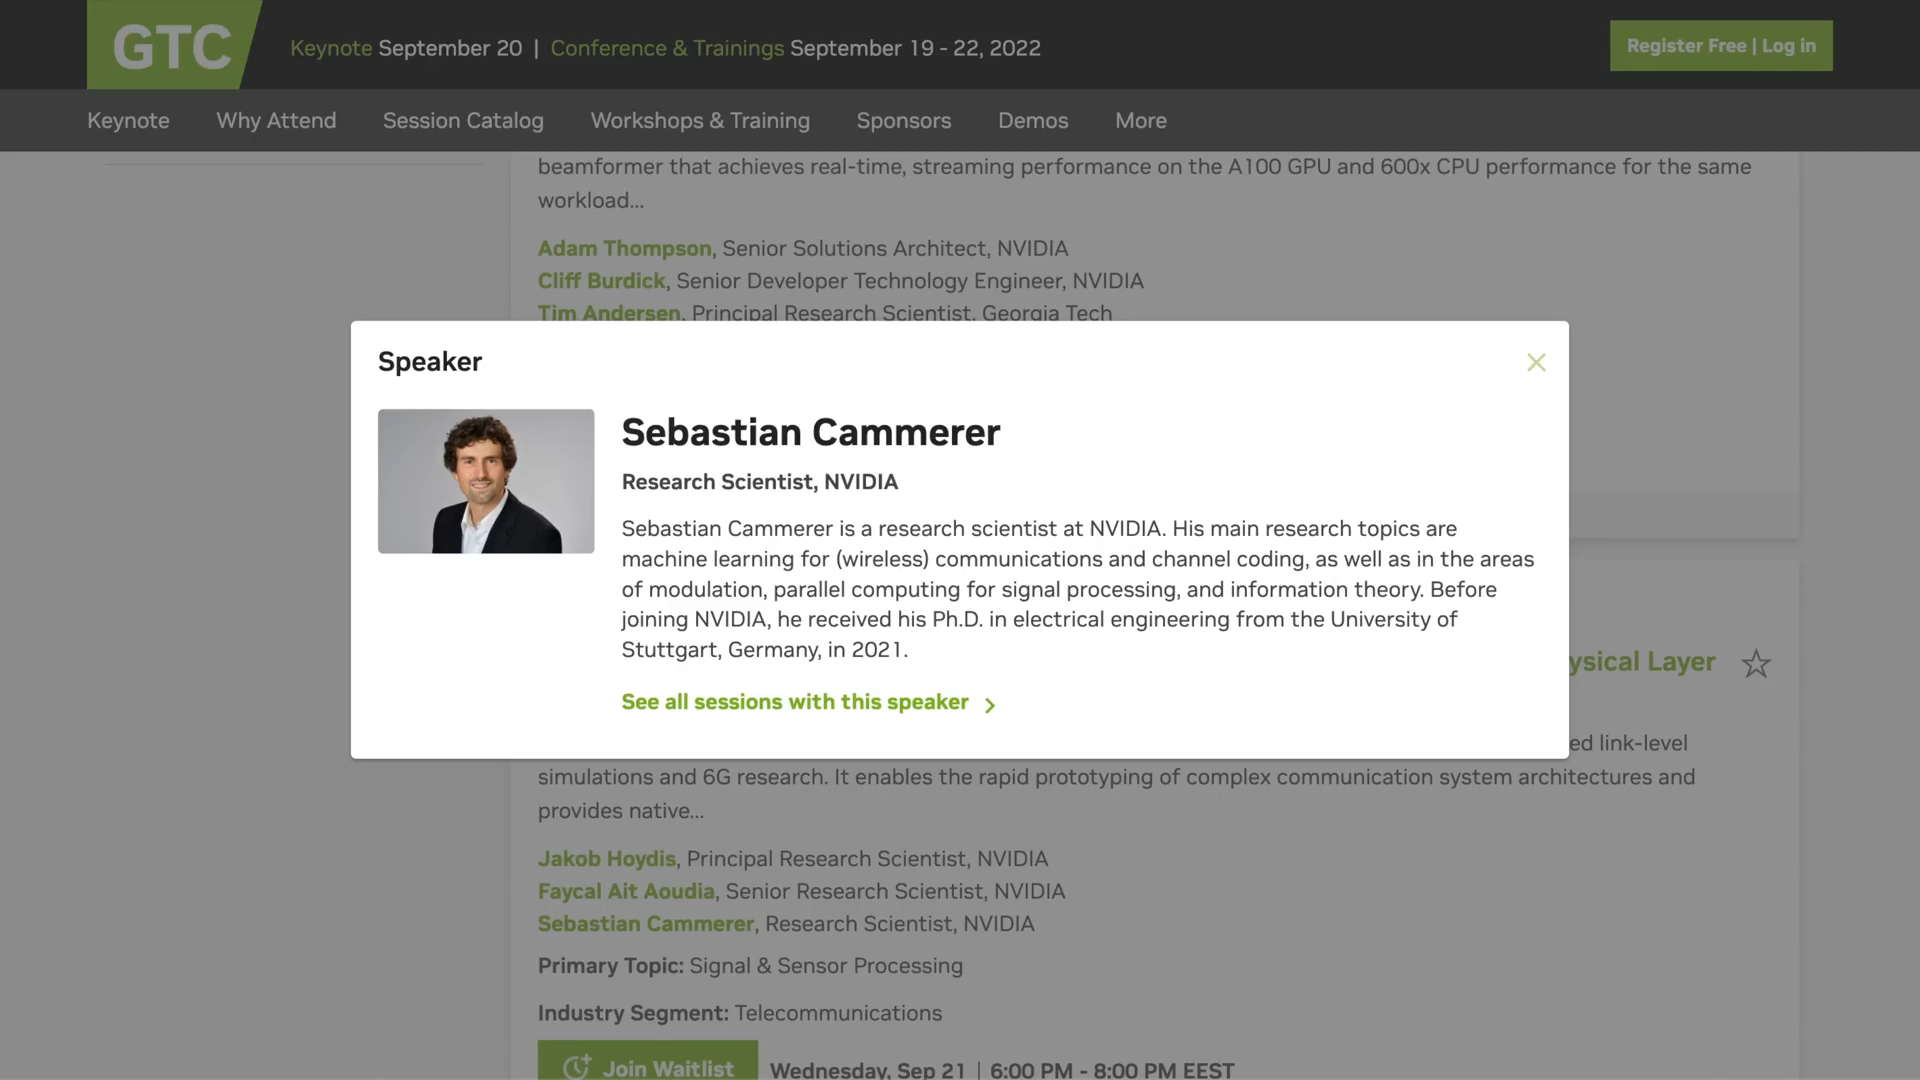 GTC
Keynote September 20 | Conference & Trainings September 19 - 22, 2022
Register Free | Log in
Keynote Why Attend Session Catalog Workshops & Training Sponsors Demos More
beamformer that achieves real-time, streaming performance on the A100 GPU and 600x CPU performance for the same
workload...
Adam Thompson, Senior Solutions Architect, NVIDIA
Cliff Burdick, Senior Developer Technology Engineer, NVIDIA
Tim Andersen, Principal Research Scientist, Georgia Tech
Speaker
Sebastian Cammerer
Research Scientist, NVIDIA
Sebastian Cammerer is a research scientist at NVIDIA. His main research topics are
machine learning for (wireless) communications and channel coding, as well as in the areas
of modulation, parallel computing for signal processing, and information theory. Before
joining NVIDIA, he received his Ph.D. in electrical engineering from the University of
Stuttgart, Germany, in 2021.
See all sessions with this speaker
ysical Layer
ed link-level
simulations and 6G research. It enables the rapid prototyping of complex communication system architectures and
provides native...
Jakob Hoydis, Principal Research Scientist, NVIDIA
Faycal Ait Aoudia, Senior Research Scientist, NVIDIA
Sebastian Cammerer, Research Scientist, NVIDIA
Primary Topic: Signal & Sensor Processing
Industry Segment: Telecommunications
Join Waitlist Wednesday, Sep 21 | 6:00 PM - 8:00 PM EEST